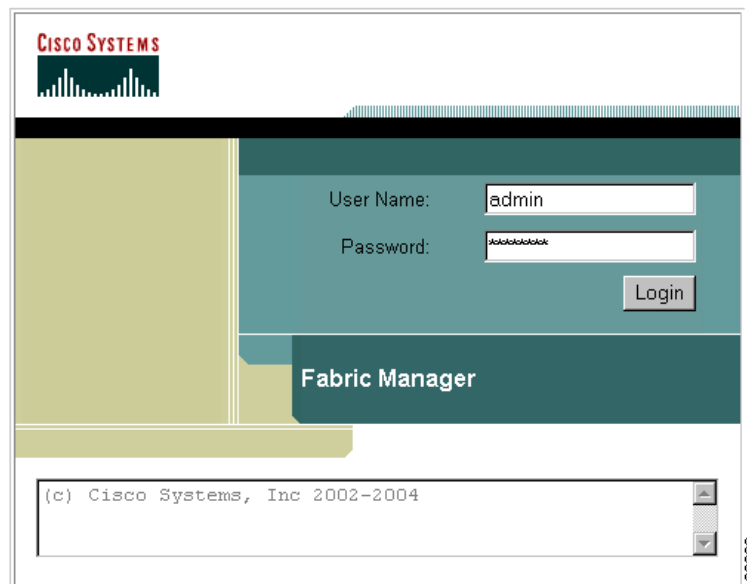 CISCO SYSTEMS
User Name: admin
Password: ********
Login
Fabric Manager
(c) Cisco Systems, Inc 2002-2004